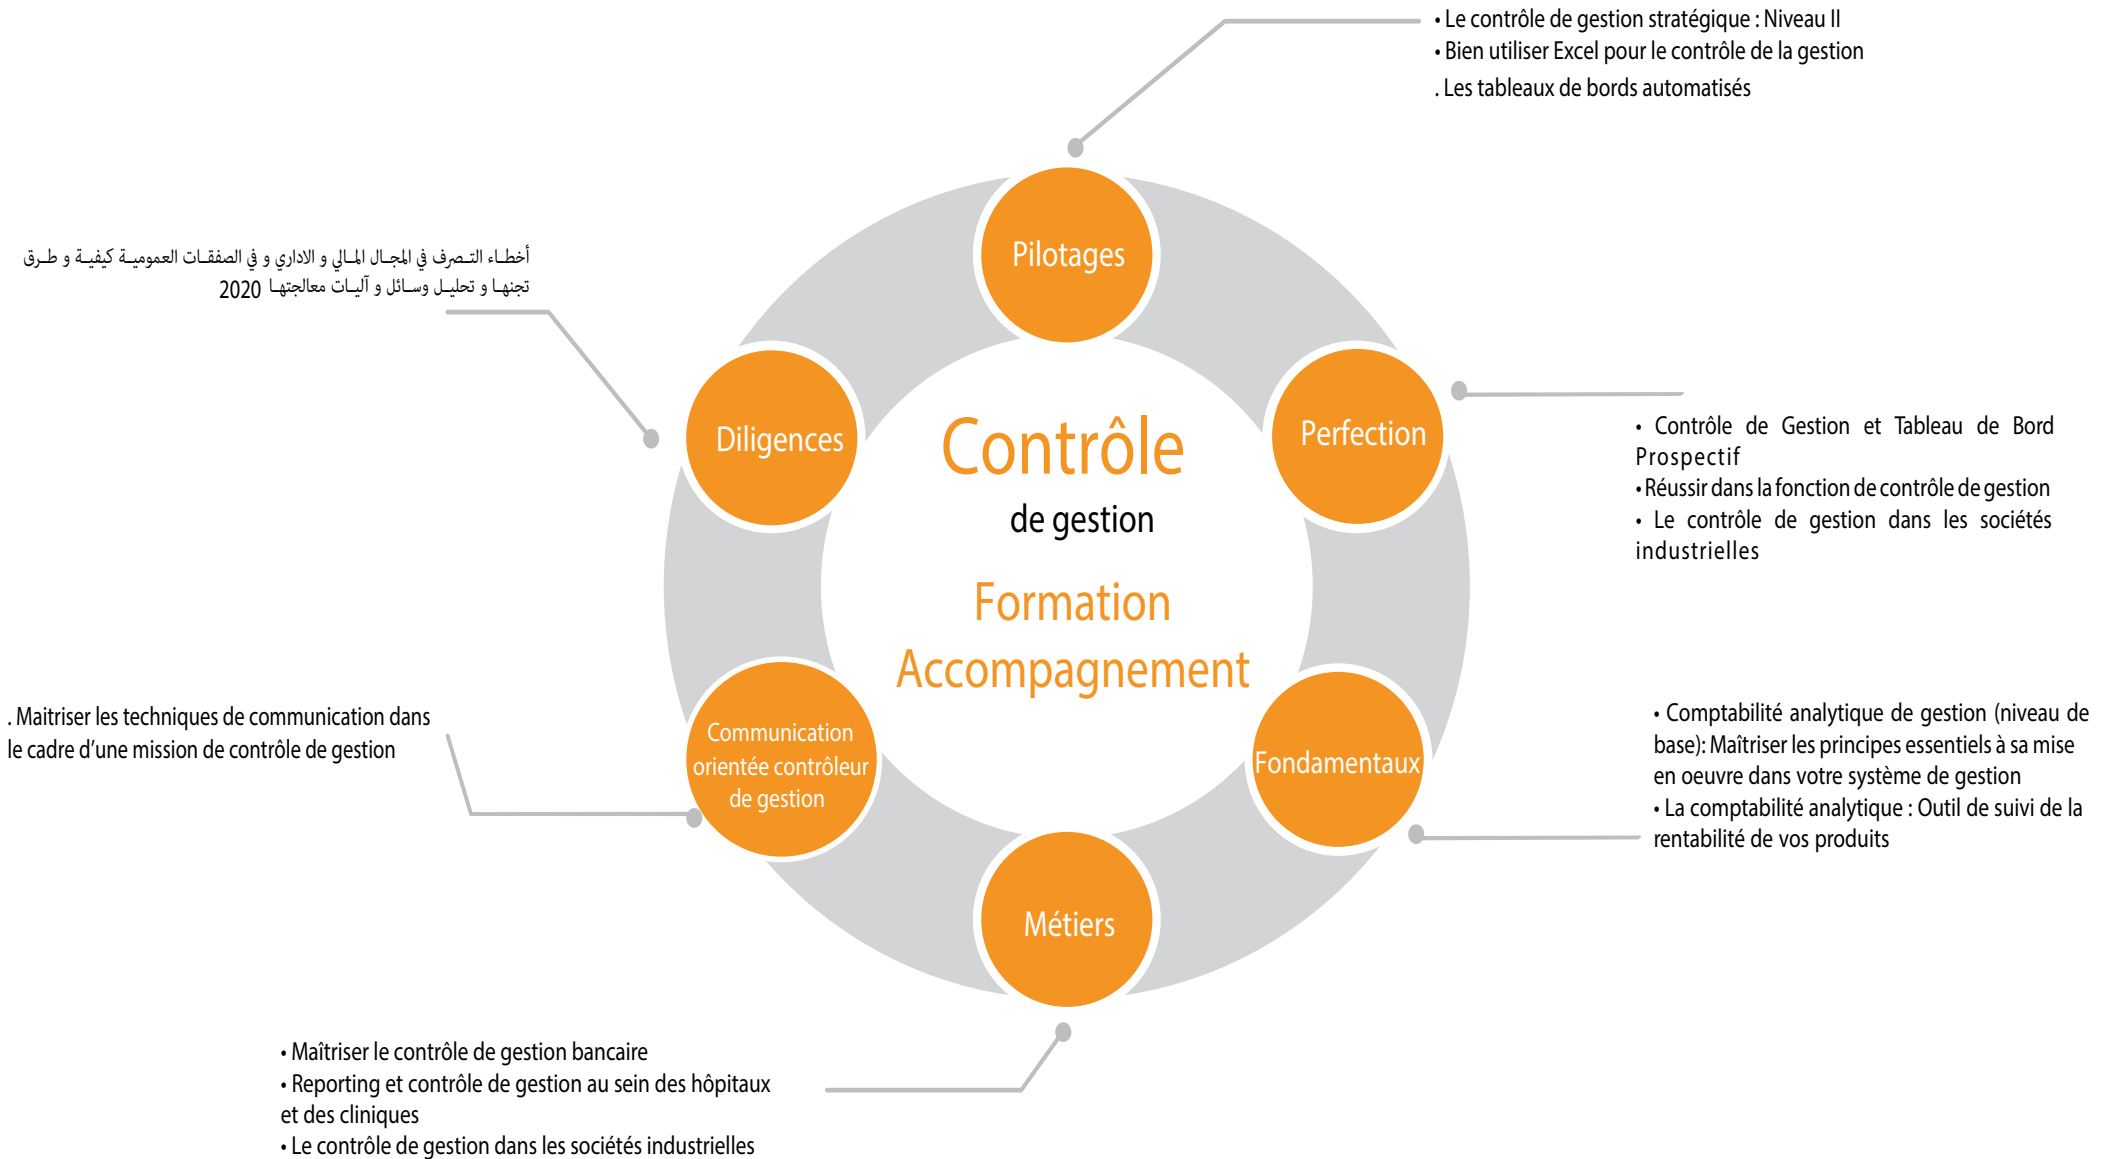 • Le contrôle de gestion stratégique : Niveau II
• Bien utiliser Excel pour le contrôle de la gestion
. Les tableaux de bords automatisés
Pilotages
أخطاء التصرف في المجال المالي و الاداري و في الصفقات العمومية كيفية و طرق
تجنها و تحليل وسائل و آليات معالجتها 2020
Diligences
Perfection
• Contrôle de Gestion et Tableau de Bord
Prospectif
• Réussir dans la fonction de contrôle de gestion
• Le contrôle de gestion dans les sociétés
industrielles
Contrôle
de gestion
Formation
Accompagnement
. Maitriser les techniques de communication dans
le cadre d’une mission de contrôle de gestion
Communication
orientée contrôleur
de gestion
Fondamentaux
• Comptabilité analytique de gestion (niveau de
base): Maîtriser les principes essentiels à sa mise
en oeuvre dans votre système de gestion
• La comptabilité analytique : Outil de suivi de la
rentabilité de vos produits
Métiers
• Maîtriser le contrôle de gestion bancaire
• Reporting et contrôle de gestion au sein des hôpitaux
et des cliniques
• Le contrôle de gestion dans les sociétés industrielles